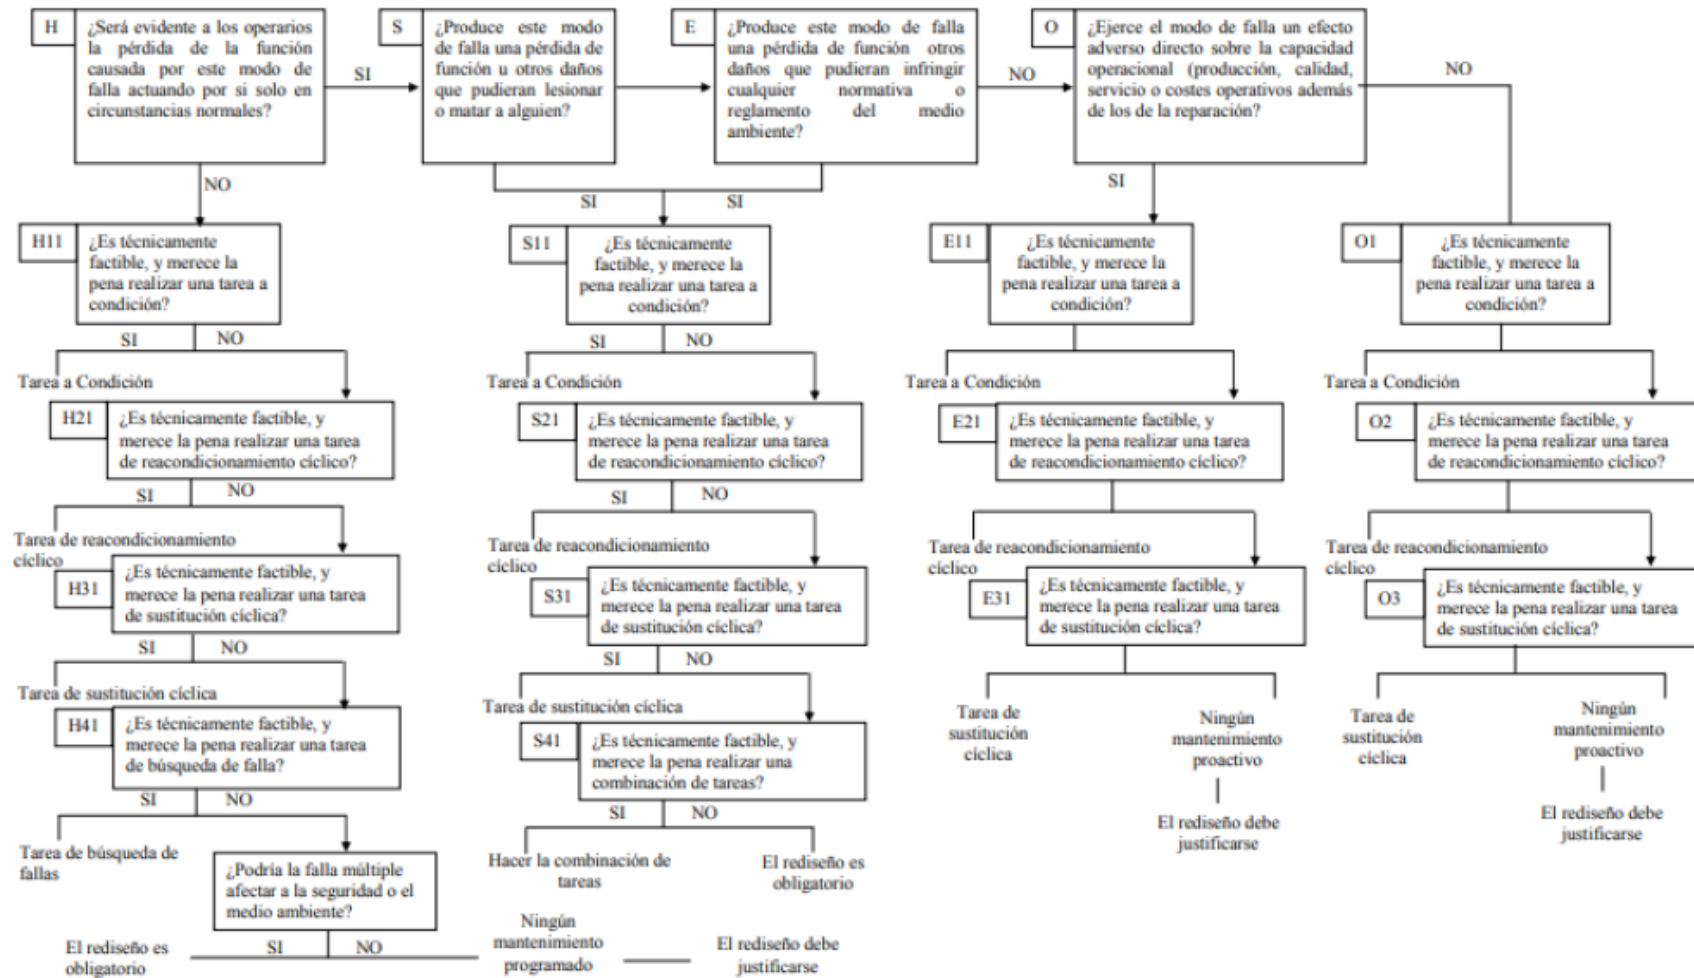 H
¿Será evidente a los operarios
la pérdida de la función
causada por este modo de
falla actuando por si solo en
circunstancias normales?
SI
S
¿Produce este modo
de falla una pérdida de
función u otros daños
que pudieran lesionar
o matar a alguien?
E
¿Produce este modo de falla
una pérdida de función otros
daños que pudieran infringir
cualquier normativa o
reglamento del medio
ambiente?
NO
O
¿Ejerce el modo de falla un efecto
adverso directo sobre la capacidad
operacional (producción, calidad,
servicio o costes operativos además
de los de la reparación?
NO
NO
SI
SI
SI
H11
¿Es técnicamente
factible, y merece la
pena realizar una tarea a
condición?
S11
¿Es técnicamente
factible, y merece la
pena realizar una tarea a
condición?
E11
¿Es técnicamente
factible, y merece la
pena realizar una tarea a
condición?
O1
¿Es técnicamente
factible, y merece la
pena realizar una tarea a
condición?
SI
NO
SI
NO
Tarea a Condición
Tarea a Condición
Tarea a Condición
Tarea a Condición
H21
¿Es técnicamente factible, y
merece la pena realizar una tarea
de reacondicionamiento cíclico?
S21
¿Es técnicamente factible, y
merece la pena realizar una tarea
de reacondicionamiento cíclico?
E21
¿Es técnicamente factible, y
merece la pena realizar una tarea
de reacondicionamiento cíclico?
O2
¿Es técnicamente factible, y
merece la pena realizar una tarea
de reacondicionamiento cíclico?
SI
NO
SI
NO
Tarea de reacondicionamiento
cíclico
Tarea de reacondicionamiento
cíclico
Tarea de reacondicionamiento
cíclico
Tarea de reacondicionamiento
cíclico
H31
¿Es técnicamente factible, y
merece la pena realizar una tarea
de sustitución cíclica?
S31
¿Es técnicamente factible, y
merece la pena realizar una tarea
de sustitución cíclica?
E31
¿Es técnicamente factible, y
merece la pena realizar una tarea
de sustitución cíclica?
O3
¿Es técnicamente factible, y
merece la pena realizar una tarea
de sustitución cíclica?
SI
NO
SI
NO
Tarea de sustitución cíclica
Tarea de sustitución cíclica
Tarea de
sustitución
cíclica
Ningún
mantenimiento
proactivo
Tarea de
sustitución
cíclica
Ningún
mantenimiento
proactivo
H41
¿Es técnicamente factible, y
merece la pena realizar una tarea
de búsqueda de falla?
S41
¿Es técnicamente factible, y
merece la pena realizar una
combinación de tareas?
El rediseño debe
justificarse
El rediseño debe
justificarse
SI
NO
SI
NO
Tarea de búsqueda de
fallas
Hacer la combinación de
tareas
El rediseño es
obligatorio
¿Podría la falla múltiple
afectar a la seguridad o el
medio ambiente?
SI
NO
El rediseño es
obligatorio
Ningún
mantenimiento
programado
El rediseño debe
justificarse